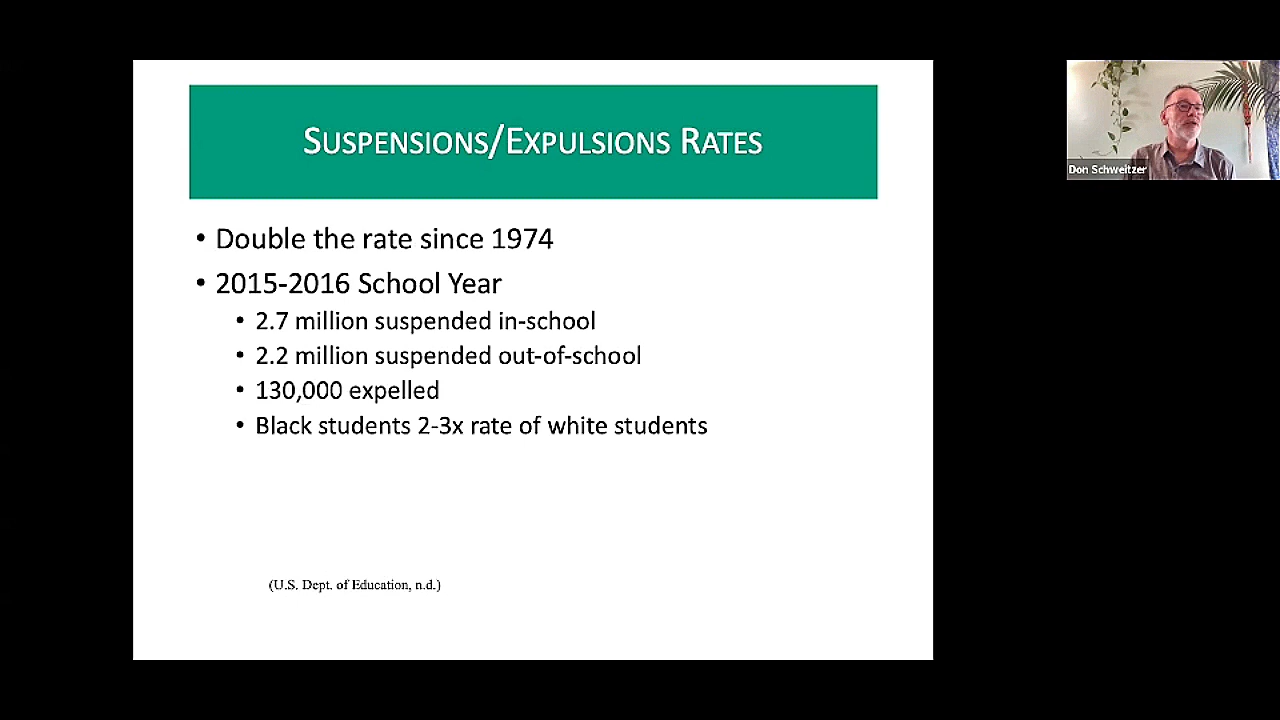 SUSPENSIONS/EXPULSIONS RATES
• Double the rate since 1974
• 2015-2016 School Year
• 2.7 million suspended in-school
• 2.2 million suspended out-of-school
• 130,000 expelled
• Black students 2-3x rate of white students
(U.S. Dept. of Education, n.d.)
Don Schweitzer